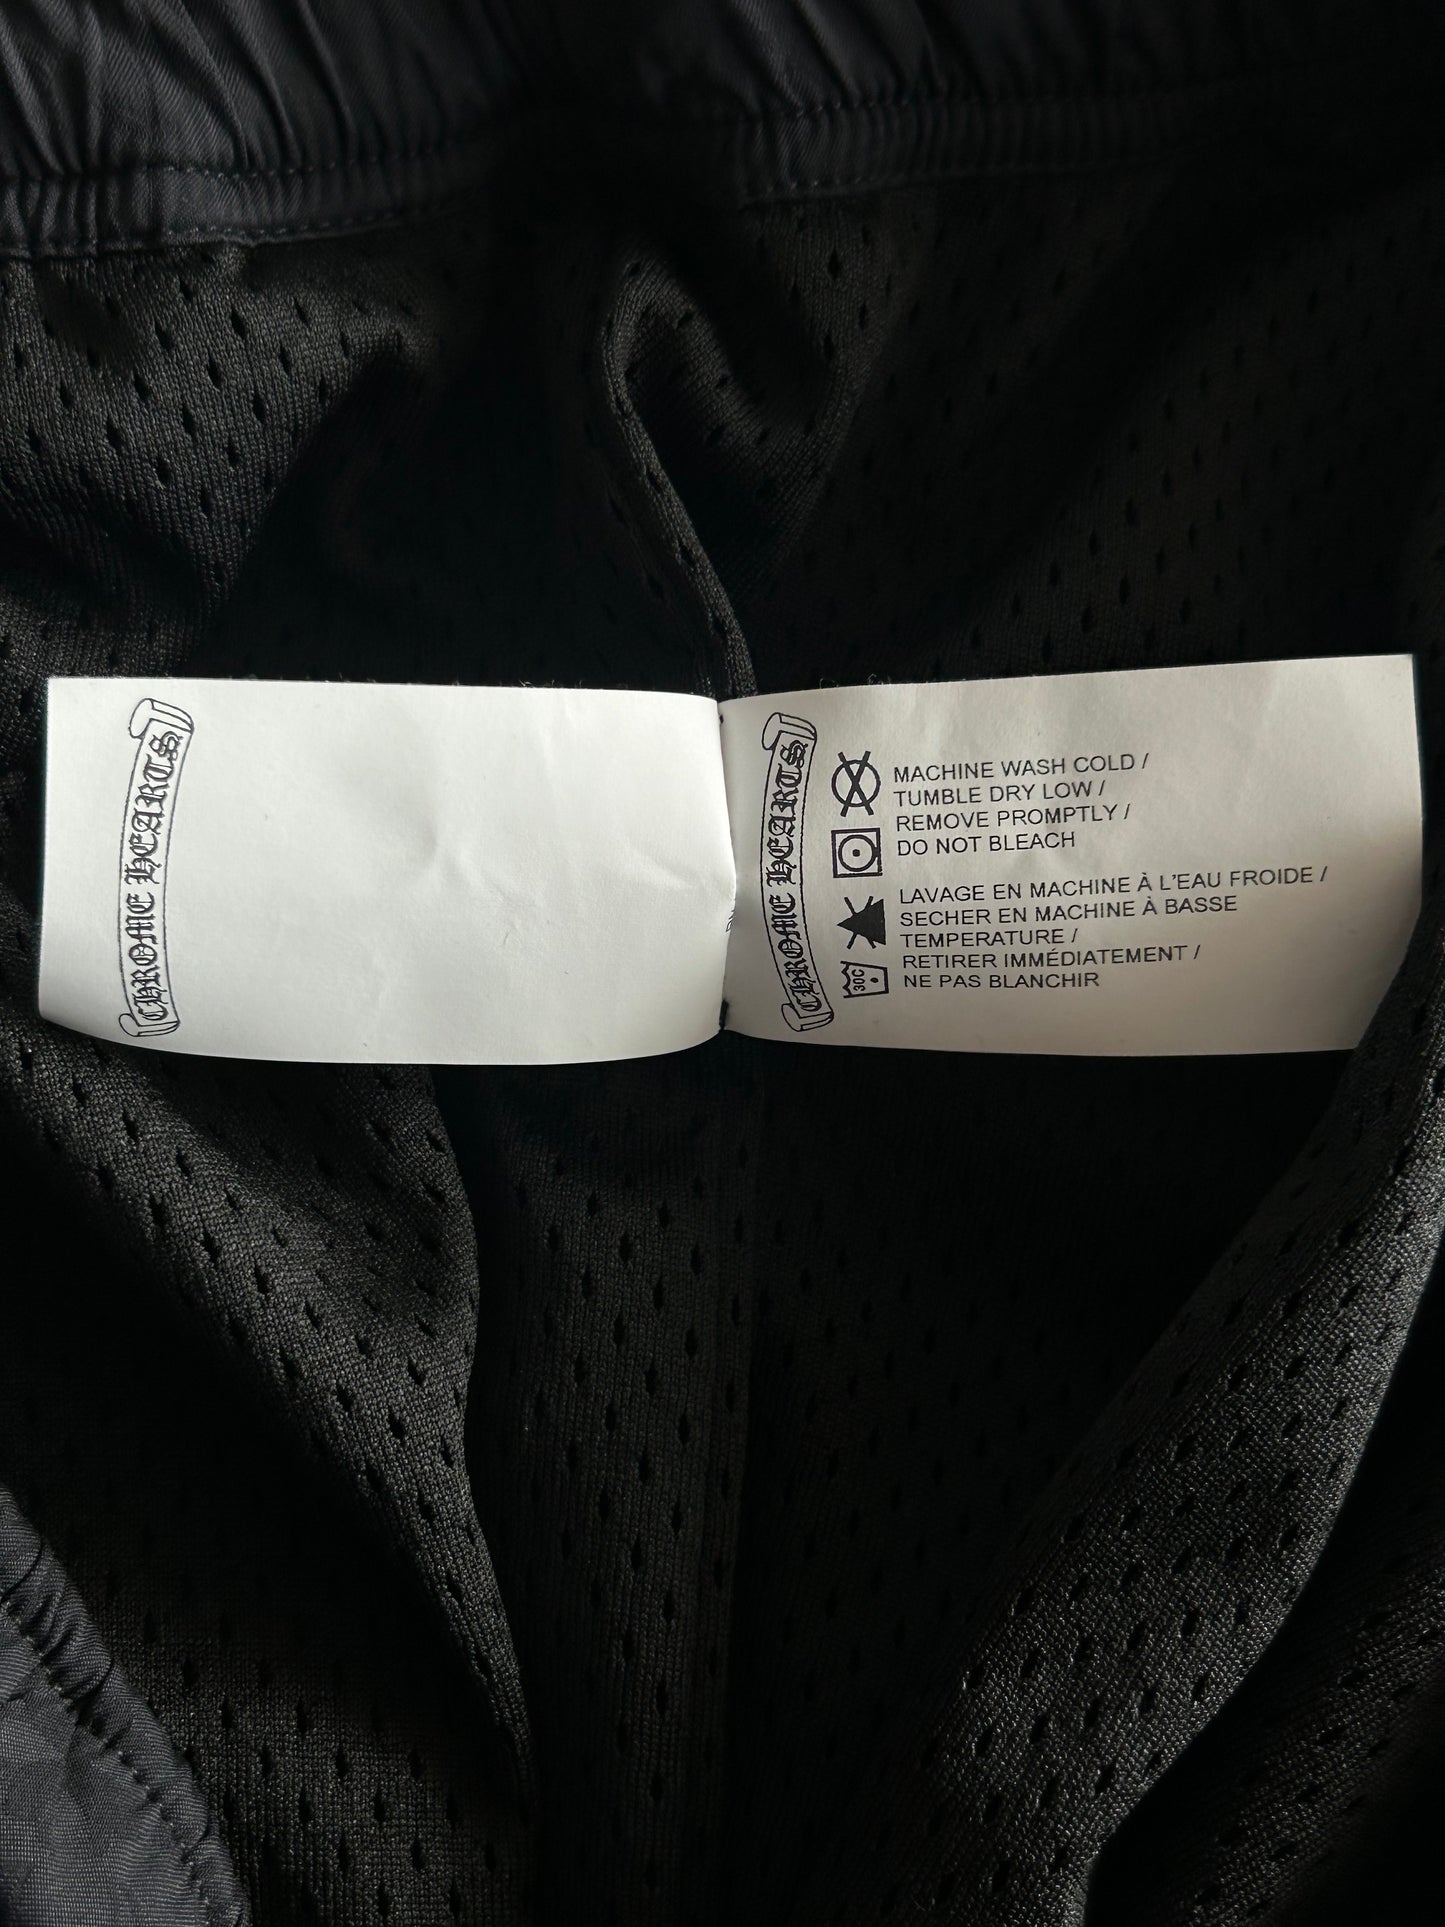 CHROME HEARTS
CHROME HEARTS
MACHINE WASH COLD /
TUMBLE DRY LOW /
REMOVE PROMPTLY /
DO NOT BLEACH
LAVAGE EN MACHINE À L'EAU FROIDE /
SECHER EN MACHINE À BASSE
TEMPERATURE /
RETIRER IMMÉDIATEMENT /
NE PAS BLANCHIR
30C